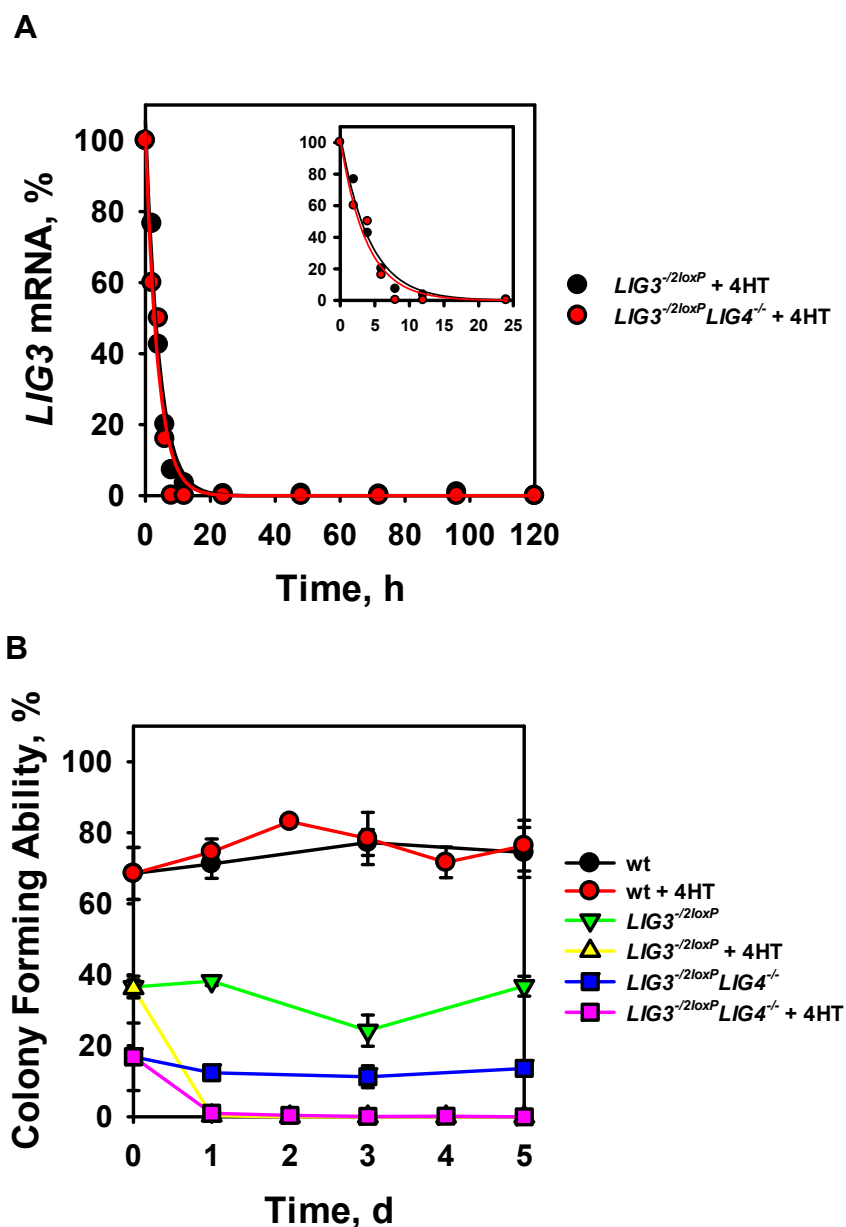 A
LIG3 mRNA, %
100
80
60
40
20
0
0 20 40 60 80 100 120
Time, h
100
80
60
40
20
0
0 5 10 15 20 25
LIG3-/2loxP + 4HT
LIG3-/2loxPLIG4-/- + 4HT
B
Colony Forming Ability, %
100
80
60
40
20
0
0 1 2 3 4 5
Time, d
wt
wt + 4HT
LIG3-/2loxP
LIG3-/2loxP + 4HT
LIG3-/2loxPLIG4-/-
LIG3-/2loxPLIG4-/- + 4HT